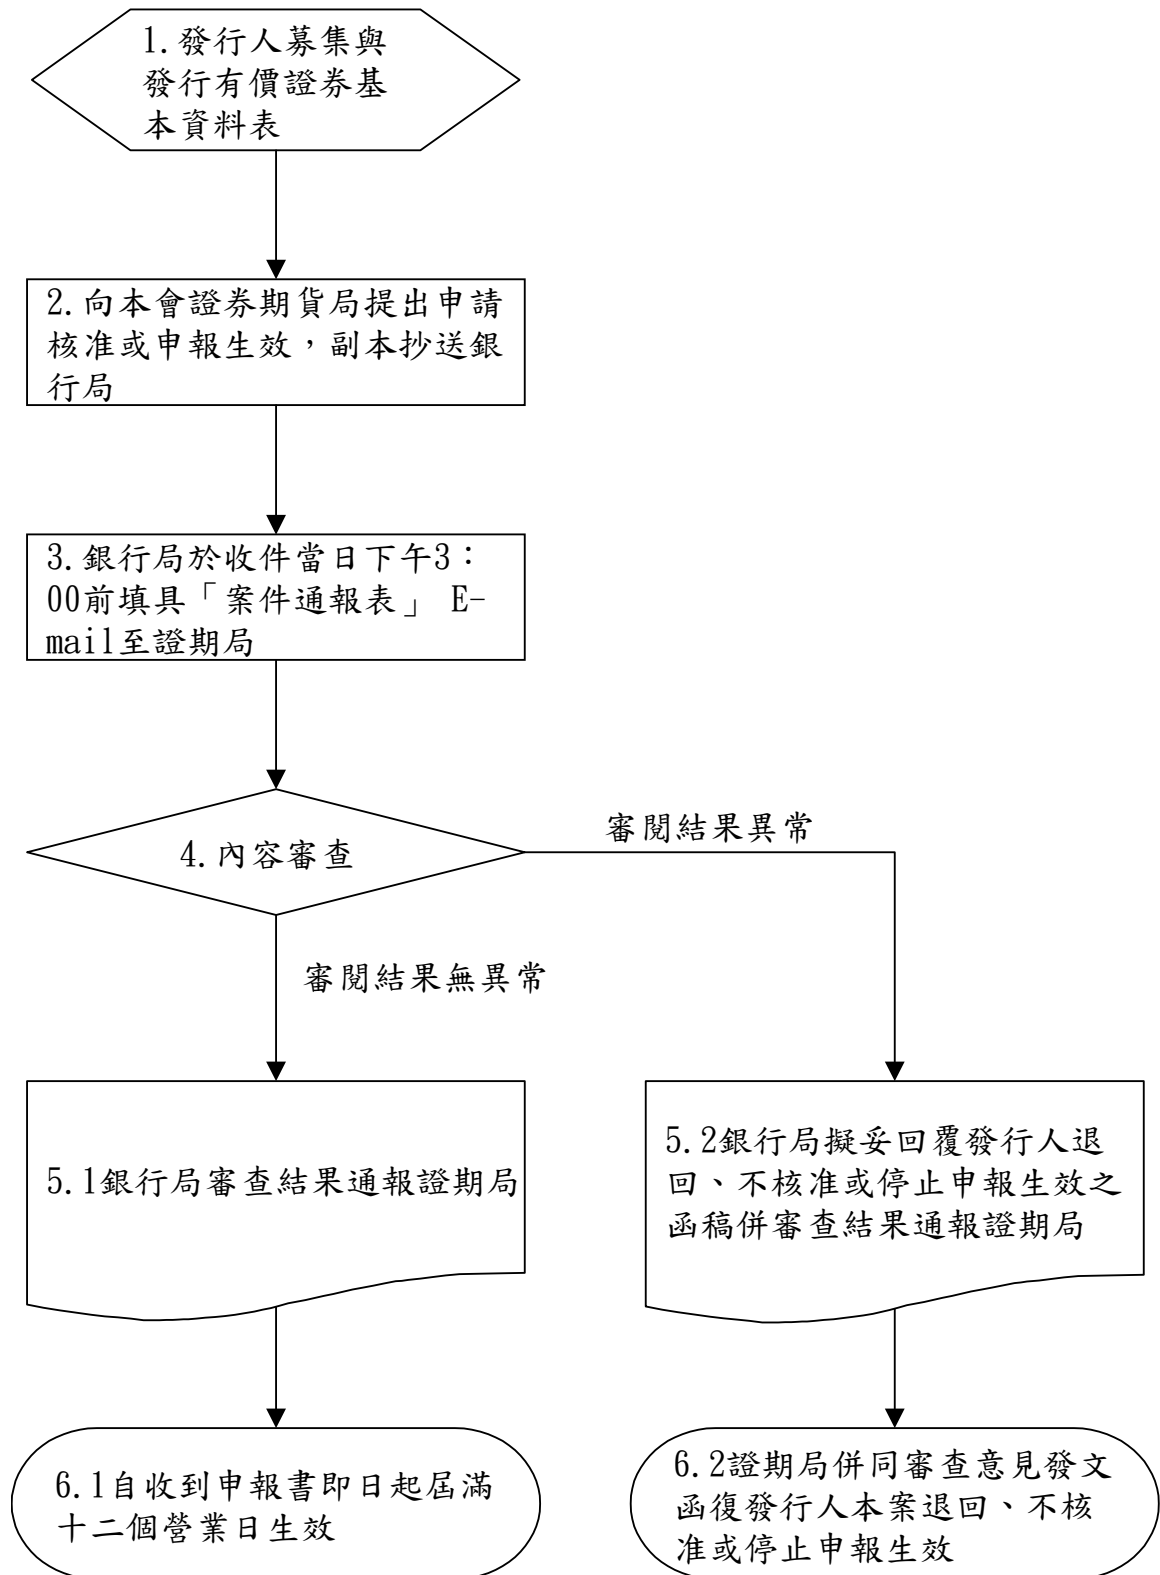 1.發行人募集與
發行有價證券基
本資料表
2.向本會證券期貨局提出申請
核准或申報生效，副本抄送銀
行局
3.銀行局於收件當日下午3：
00前填具「案件通報表」 E-
mail至證期局
4.內容審查
審閱結果異常
審閱結果無異常
5.1銀行局審查結果通報證期局
5.2銀行局擬妥回覆發行人退
回、不核准或停止申報生效之
函稿併審查結果通報證期局
6.1自收到申報書即日起屆滿
十二個營業日生效
6.2證期局併同審查意見發文
函復發行人本案退回、不核
准或停止申報生效